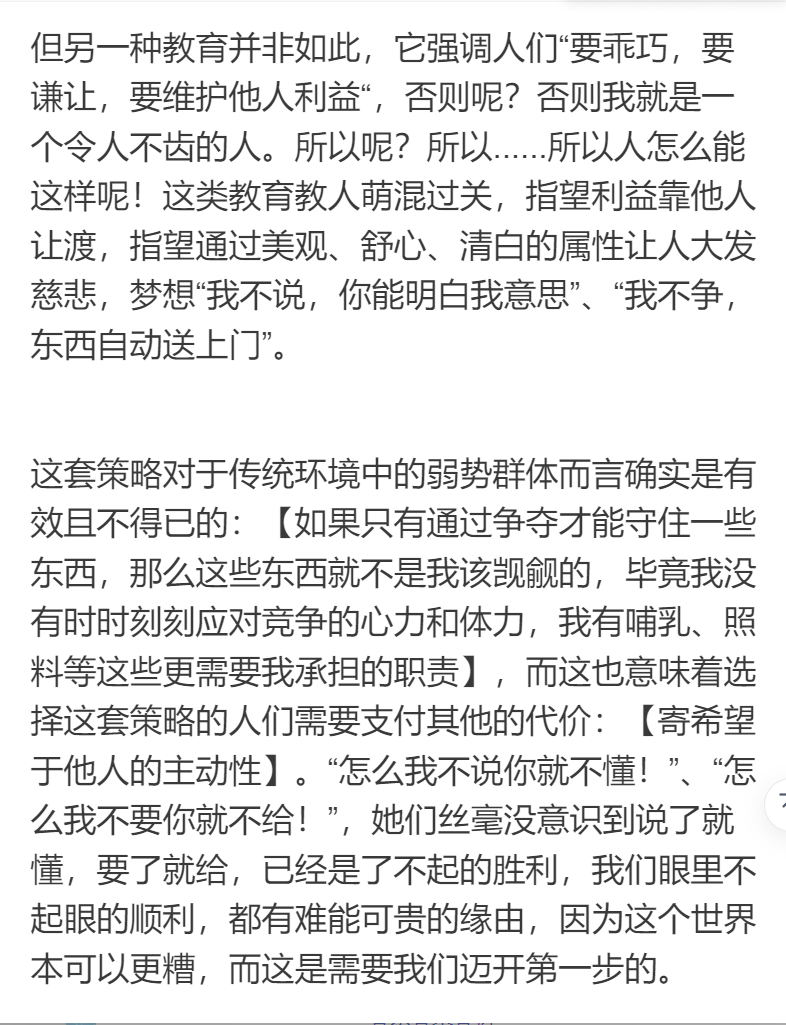 但另一种教育并非如此，它强调人们“要乖巧，要
谦让，要维护他人利益“，否则呢？否则我就是一
个令人不齿的人。所以呢？所以……所以人怎么能
这样呢！这类教育教人萌混过关，指望利益靠他人
让渡，指望通过美观、舒心、清白的属性让人大发
慈悲，梦想“我不说，你能明白我意思”、“我不争，
东西自动送上门”。
这套策略对于传统环境中的弱势群体而言确实是有
效且不得已的：【如果只有通过争夺才能守住一些
东西，那么这些东西就不是我该觊觎的，毕竟我没
有时时刻刻应对竞争的心力和体力，我有哺乳、照
料等这些更需要我承担的职责】，而这也意味着选
择这套策略的人们需要支付其他的代价：【寄希望
于他人的主动性】。“怎么我不说你就不懂！”、“怎
么我不要你就不给！”，她们丝毫没意识到说了就
懂，要了就给，已经是了不起的胜利，我们眼里不
起眼的顺利，都有难能可贵的缘由，因为这个世界
本可以更糟，而这是需要我们迈开第一步的。